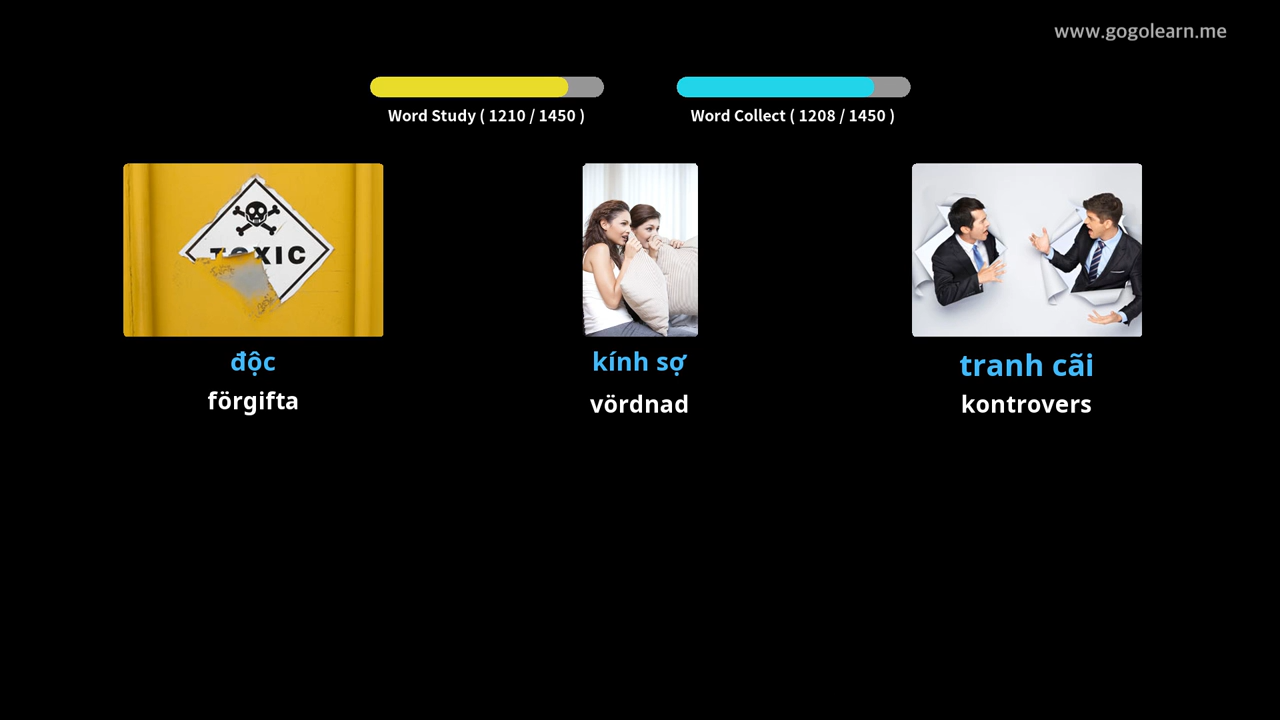 www.gogolearn.me
Word Study ( 1210 / 1450 )
Word Collect ( 1208 / 1450 )
TOXIC
độc
kính sợ
tranh cãi
förgifta
vördnad
kontrovers